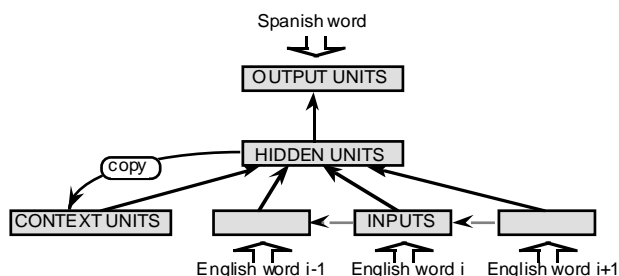 Spanish word
OUTPUT UNITS
HIDDEN UNITS
copy
CONTEXT UNITS
INPUTS
English word i-1
English word i
English word i+1